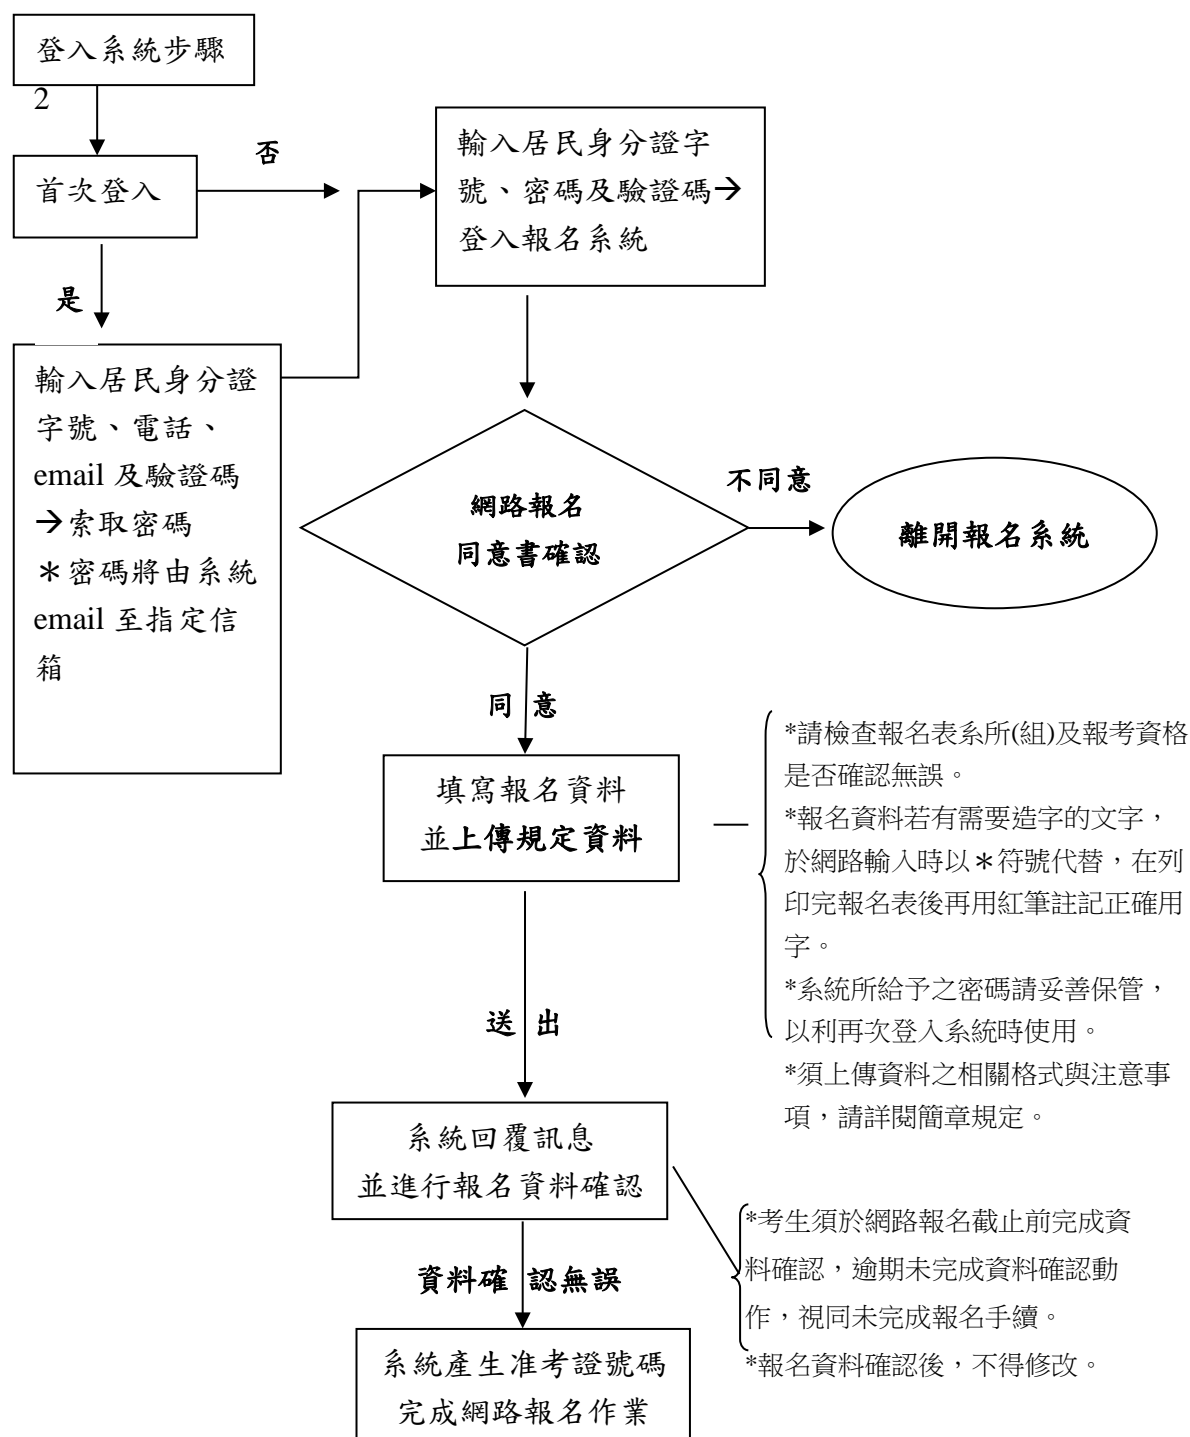 登入系統步驟
2
首次登入
否
是
輸入居民身分證字
號、密碼及驗證碼→
登入報名系統
輸入居民身分證
字號、電話、
email 及驗證碼
→索取密碼
＊密碼將由系統
email 至指定信
箱
網路報名
同意書確認
不同意
離開報名系統
同意
填寫報名資料
並上傳規定資料
*請檢查報名表系所(組)及報考資格
是否確認無誤。
*報名資料若有需要造字的文字，
於網路輸入時以＊符號代替，在列
印完報名表後再用紅筆註記正確用
字。
*系統所給予之密碼請妥善保管，
以利再次登入系統時使用。
*須上傳資料之相關格式與注意事
項，請詳閱簡章規定。
送出
系統回覆訊息
並進行報名資料確認
*考生須於網路報名截止前完成資
料確認，逾期未完成資料確認動
作，視同未完成報名手續。
*報名資料確認後，不得修改。
資料確認無誤
系統產生准考證號碼
完成網路報名作業